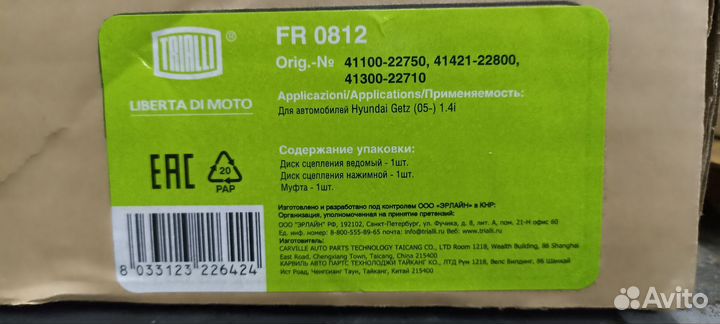 TRIALLI ®
LIBERTA DI MOTO
FR 0812
Orig.-№ 41100-22750, 41421-22800,
41300-22710
Applicazioni/Applications/Применяемость:
Для автомобилей Hyundai Getz (05-) 1.4i
Содержание упаковки:
Диск сцепления ведомый - 1шт.
Диск сцепления нажимной - 1шт.
Муфта - 1шт.
EAC
20
PAP
Изготовлено и разработано под контролем ООО «ЭРЛАЙН» в КНР:
Организация, уполномоченная на принятие претензий:
ООО "ЭРЛАЙН" РФ, 192102, Санкт-Петербург, ул. Фучика, д. 8, лит. А, пом. 21-Н офис 60
Ед. инф. номер: 8-800-555-89-65 почта: info@trialli.ru Веб: www.trialli.ru
Изготовитель:
CARVILLE AUTO PARTS TECHNOLOGY TAICANG CO., LTD Room 1218, Wealth Building, 86 Shanghai
East Road, Chengxiang Town, Taicang, China 215400
КАРВИЛЬ АВТО ПАРТС ТЕХНОЛОДЖИ ТАЙКАНГ КО., ЛТД Рум 1218, Велс Билдинг, 86 Шанхай
Ист Роад, Ченгсианг Таун, Тайканг, Китай 215400
8 033123 226424
Avito